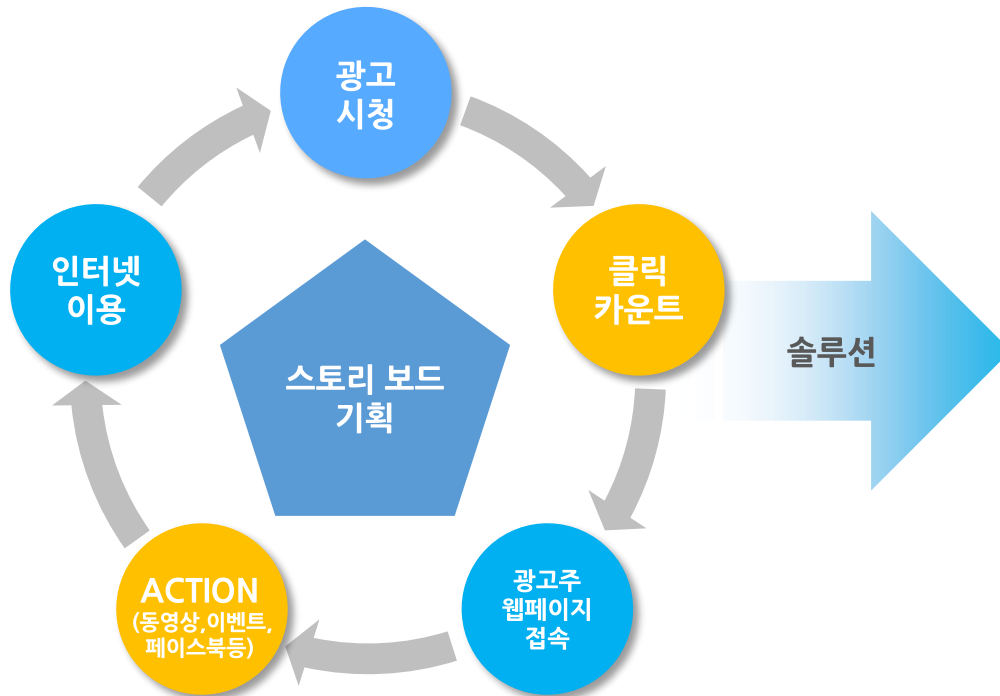 광고
시청
클릭
카운트
솔루션
인터넷
이용
스토리 보드
기획
광고주
웹페이지
접속
ACTION
(동영상,이벤트,
페이스북등)